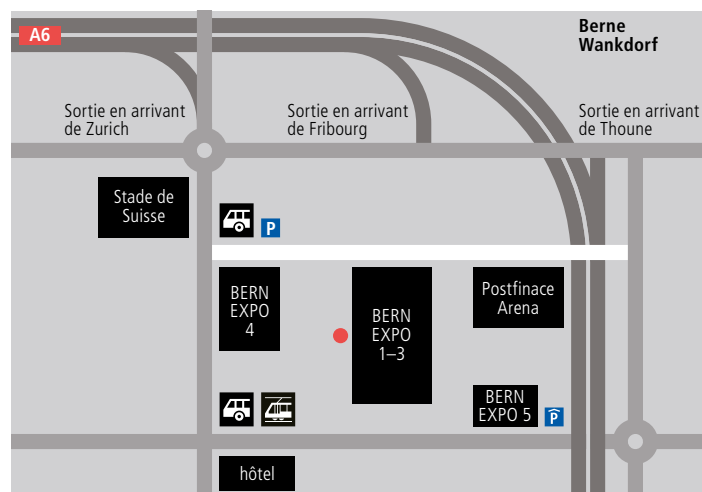 A6
Berne
Wankdorf
Sortie en arrivant
de Zurich
Sortie en arrivant
de Fribourg
Sortie en arrivant
de Thoune
Stade de
Suisse
P
BERN
EXPO
4
BERN
EXPO
1–3
Postfinace
Arena
BERN
EXPO 5
P
hôtel